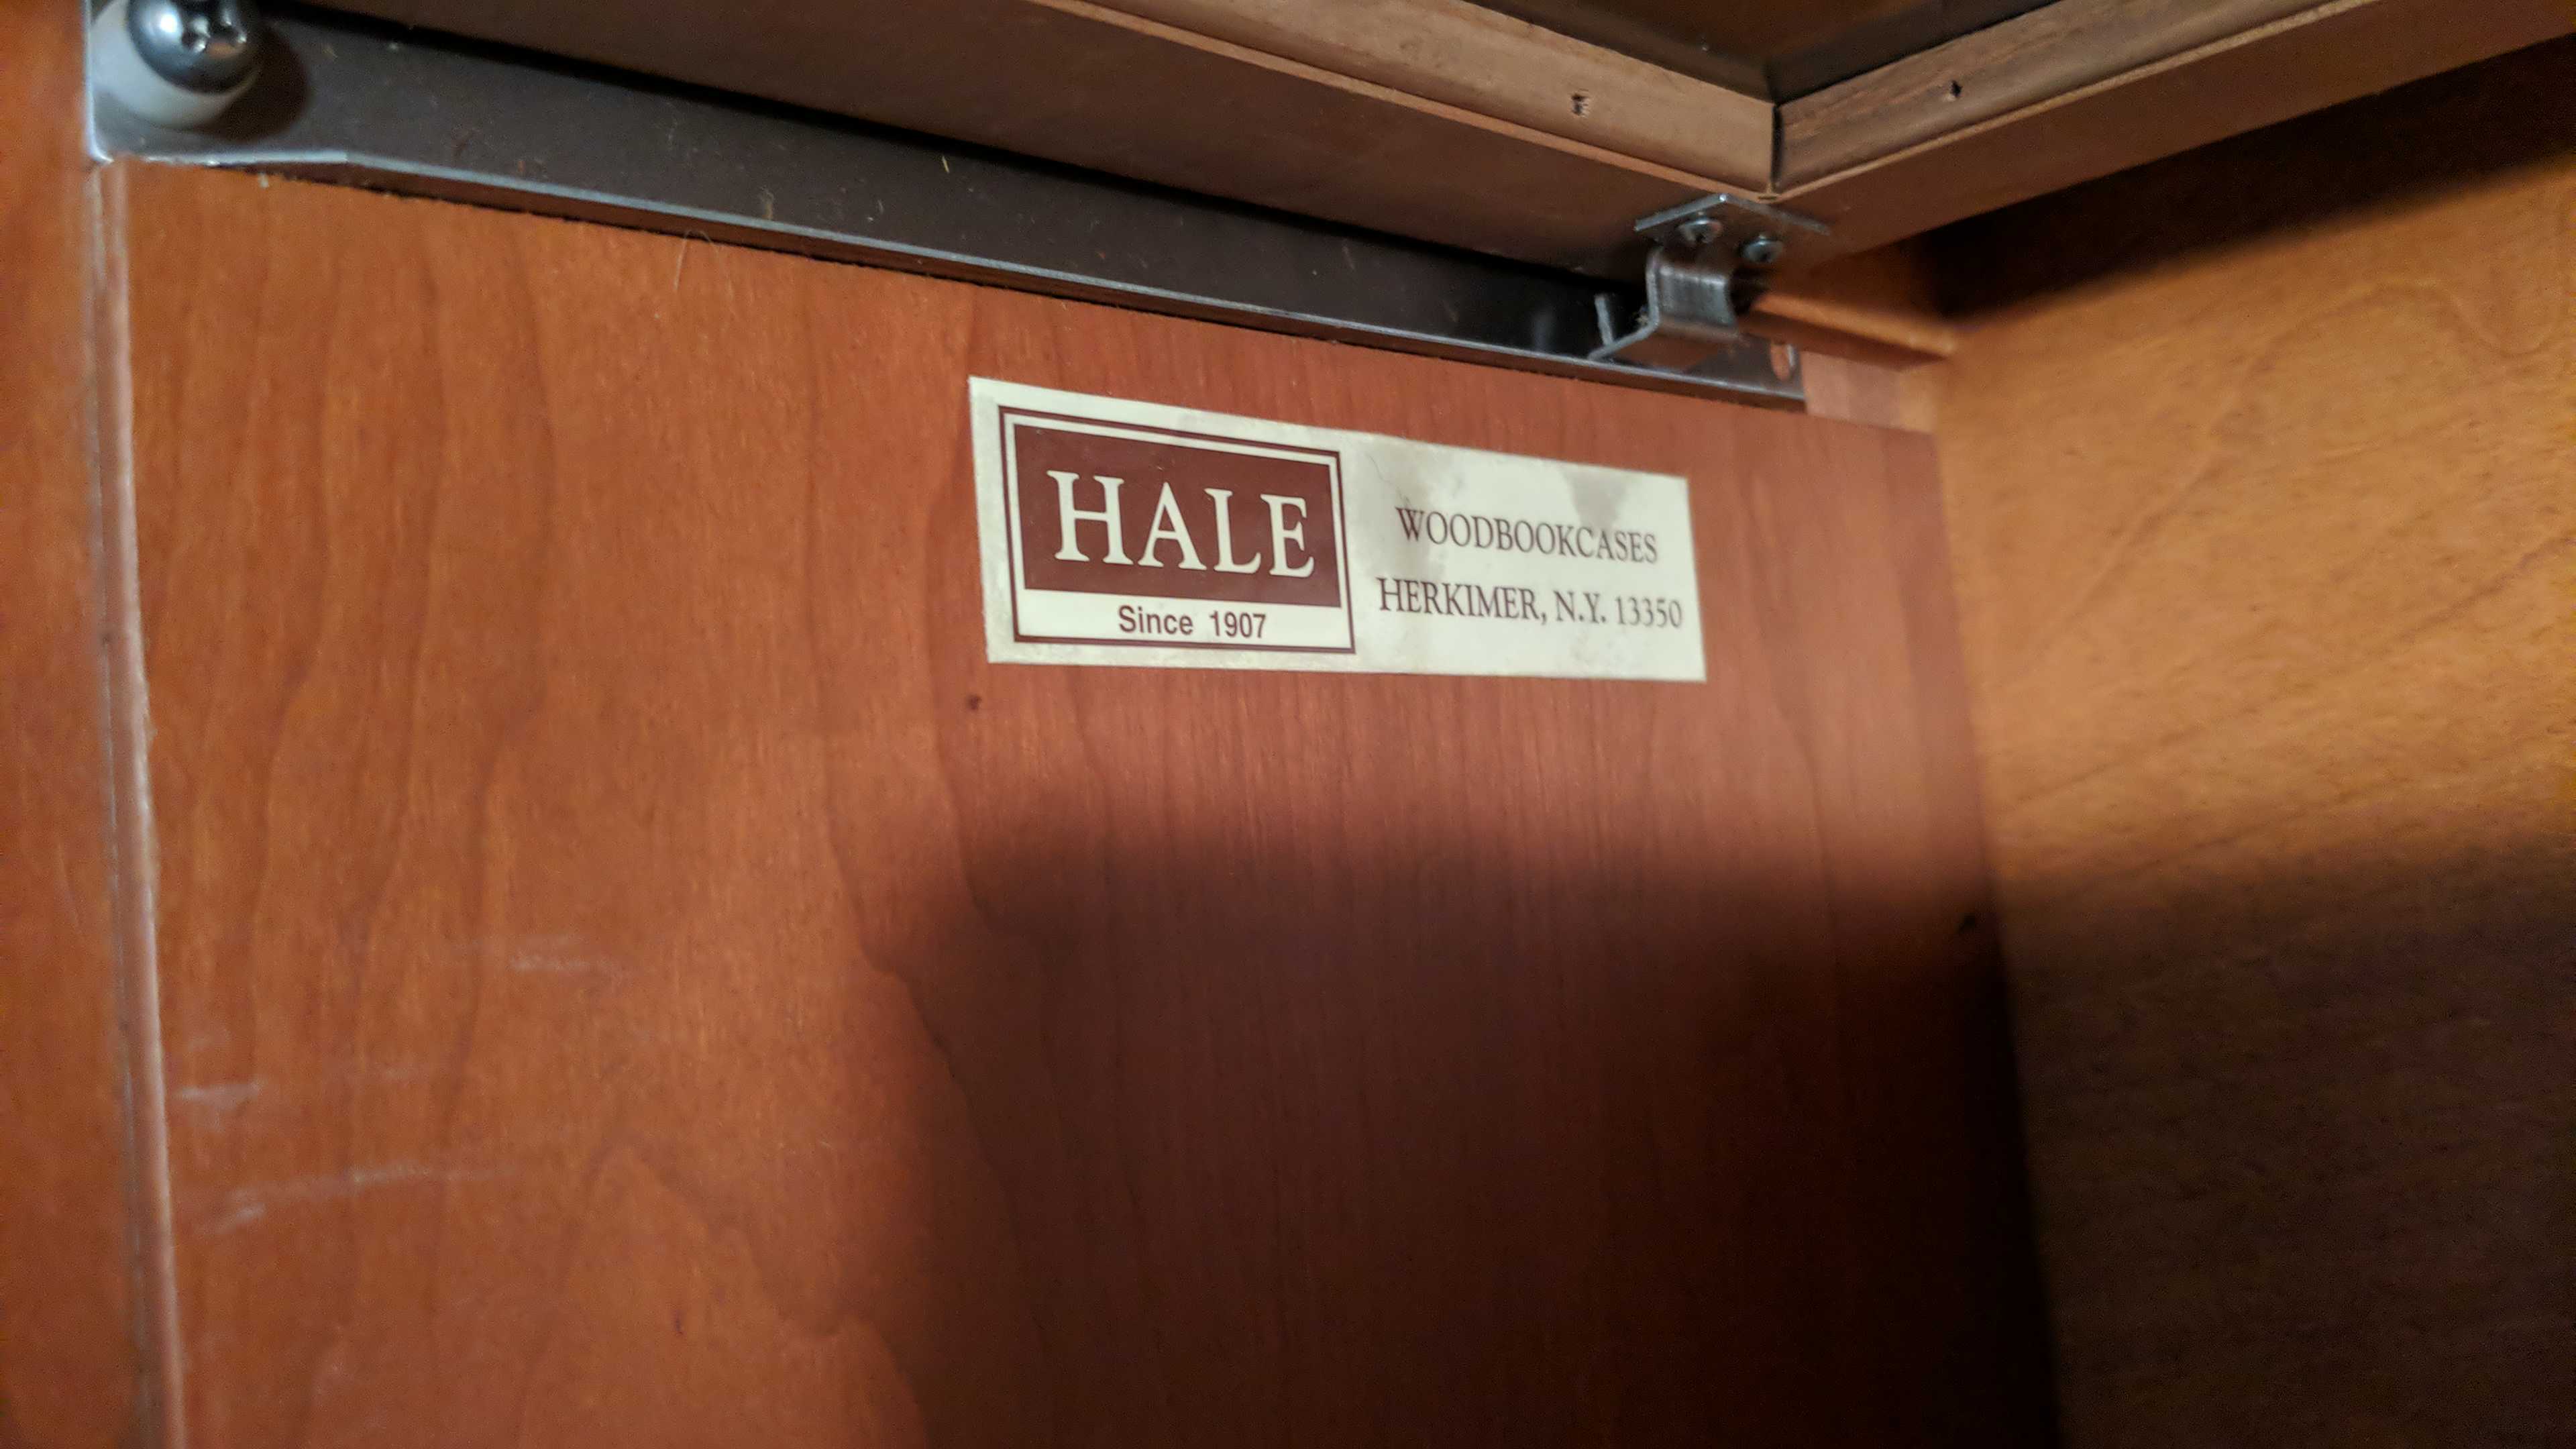 HALE
Since 1907
WOODBOOKCASES
HERKIMER, N.Y. 13350